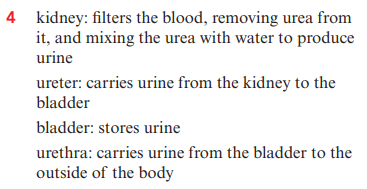 4 kidney: filters the blood, removing urea from
it, and mixing the urea with water to produce
urine
ureter: carries urine from the kidney to the
bladder
bladder: stores urine
urethra: carries urine from the bladder to the
outside of the body